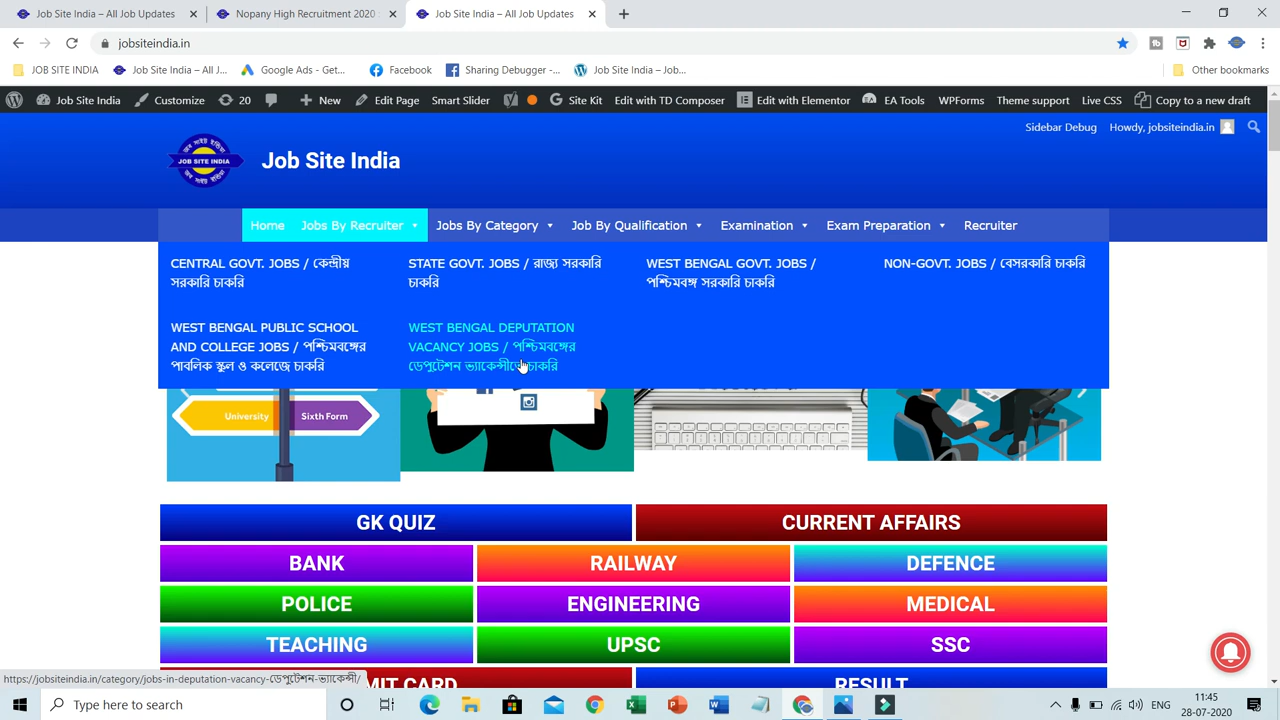 Job Site India – All Job Updates
Nopany High Recruitment 2020
Job Site India – All Job Updates
jobsiteindia.in
JOB SITE INDIA
Job Site India – All J...
Google Ads - Get...
Facebook
Sharing Debugger -...
Job Site India – Job...
Other bookmarks
Job Site India
Customize
20
New
Edit Page
Smart Slider
Site Kit
Edit with TD Composer
Edit with Elementor
EA Tools
WPForms
Theme support
Live CSS
Copy to a new draft
Sidebar Debug
Howdy, jobsiteindia.in
জব সাইট ইন্ডিয়া
JOB SITE INDIA
জব সাইট ইন্ডিয়া
Job Site India
Home
Jobs By Recruiter
Jobs By Category
Job By Qualification
Examination
Exam Preparation
Recruiter
CENTRAL GOVT. JOBS / কেন্দ্রীয়
সরকারি চাকরি
STATE GOVT. JOBS / রাজ্য সরকারি
চাকরি
WEST BENGAL GOVT. JOBS /
পশ্চিমবঙ্গ সরকারি চাকরি
NON-GOVT. JOBS / বেসরকারি চাকরি
WEST BENGAL PUBLIC SCHOOL
AND COLLEGE JOBS / পশ্চিমবঙ্গের
পাবলিক স্কুল ও কলেজে চাকরি
WEST BENGAL DEPUTATION
VACANCY JOBS / পশ্চিমবঙ্গের
ডেপুটেশন ভ্যাকেন্সীতে চাকরি
University
Sixth Form
GK QUIZ
CURRENT AFFAIRS
BANK
RAILWAY
DEFENCE
POLICE
ENGINEERING
MEDICAL
TEACHING
UPSC
SSC
MIT CARD
RESULT
https://jobsiteindia.in/category/jobs-in-deputation-vacancy-ডেপুটেশন-ভ্যাকেন্সী/
Type here to search
ENG
11:45
28-07-2020